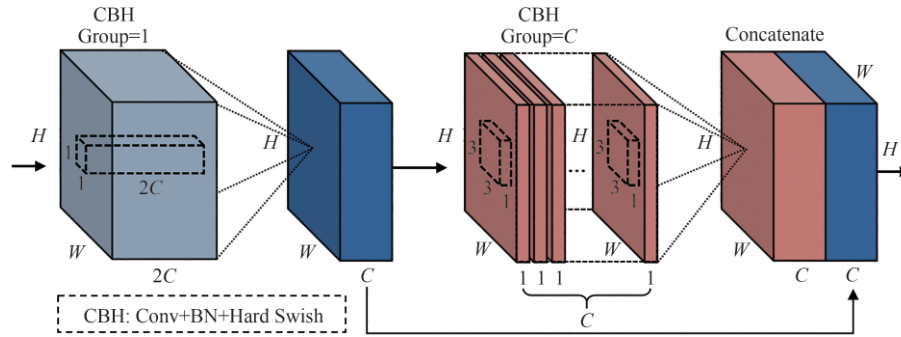 CBH
Group=1
H
1
1
2C
W
2C
H
W
C
CBH
Group=C
H
3
3
1
W
1 1 1
...
H
3
3
1
W
1
C
Concatenate
W
H
H
W
C
C
CBH: Conv+BN+Hard Swish